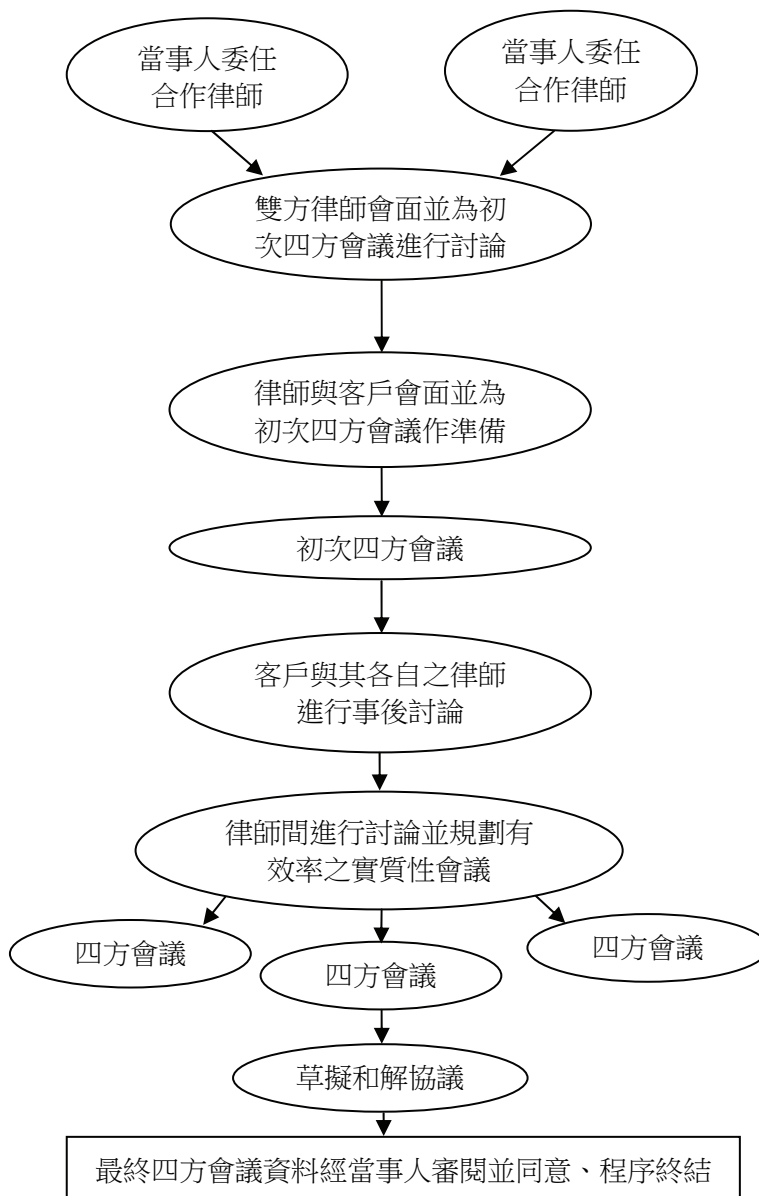 當事人委任
合作律師
當事人委任
合作律師
雙方律師會面並為初
次四方會議進行討論
律師與客戶會面並為
初次四方會議作準備
初次四方會議
客戶與其各自之律師
進行事後討論
律師間進行討論並規劃有
效率之實質性會議
四方會議
四方會議
四方會議
草擬和解協議
最終四方會議資料經當事人審閱並同意、程序終結